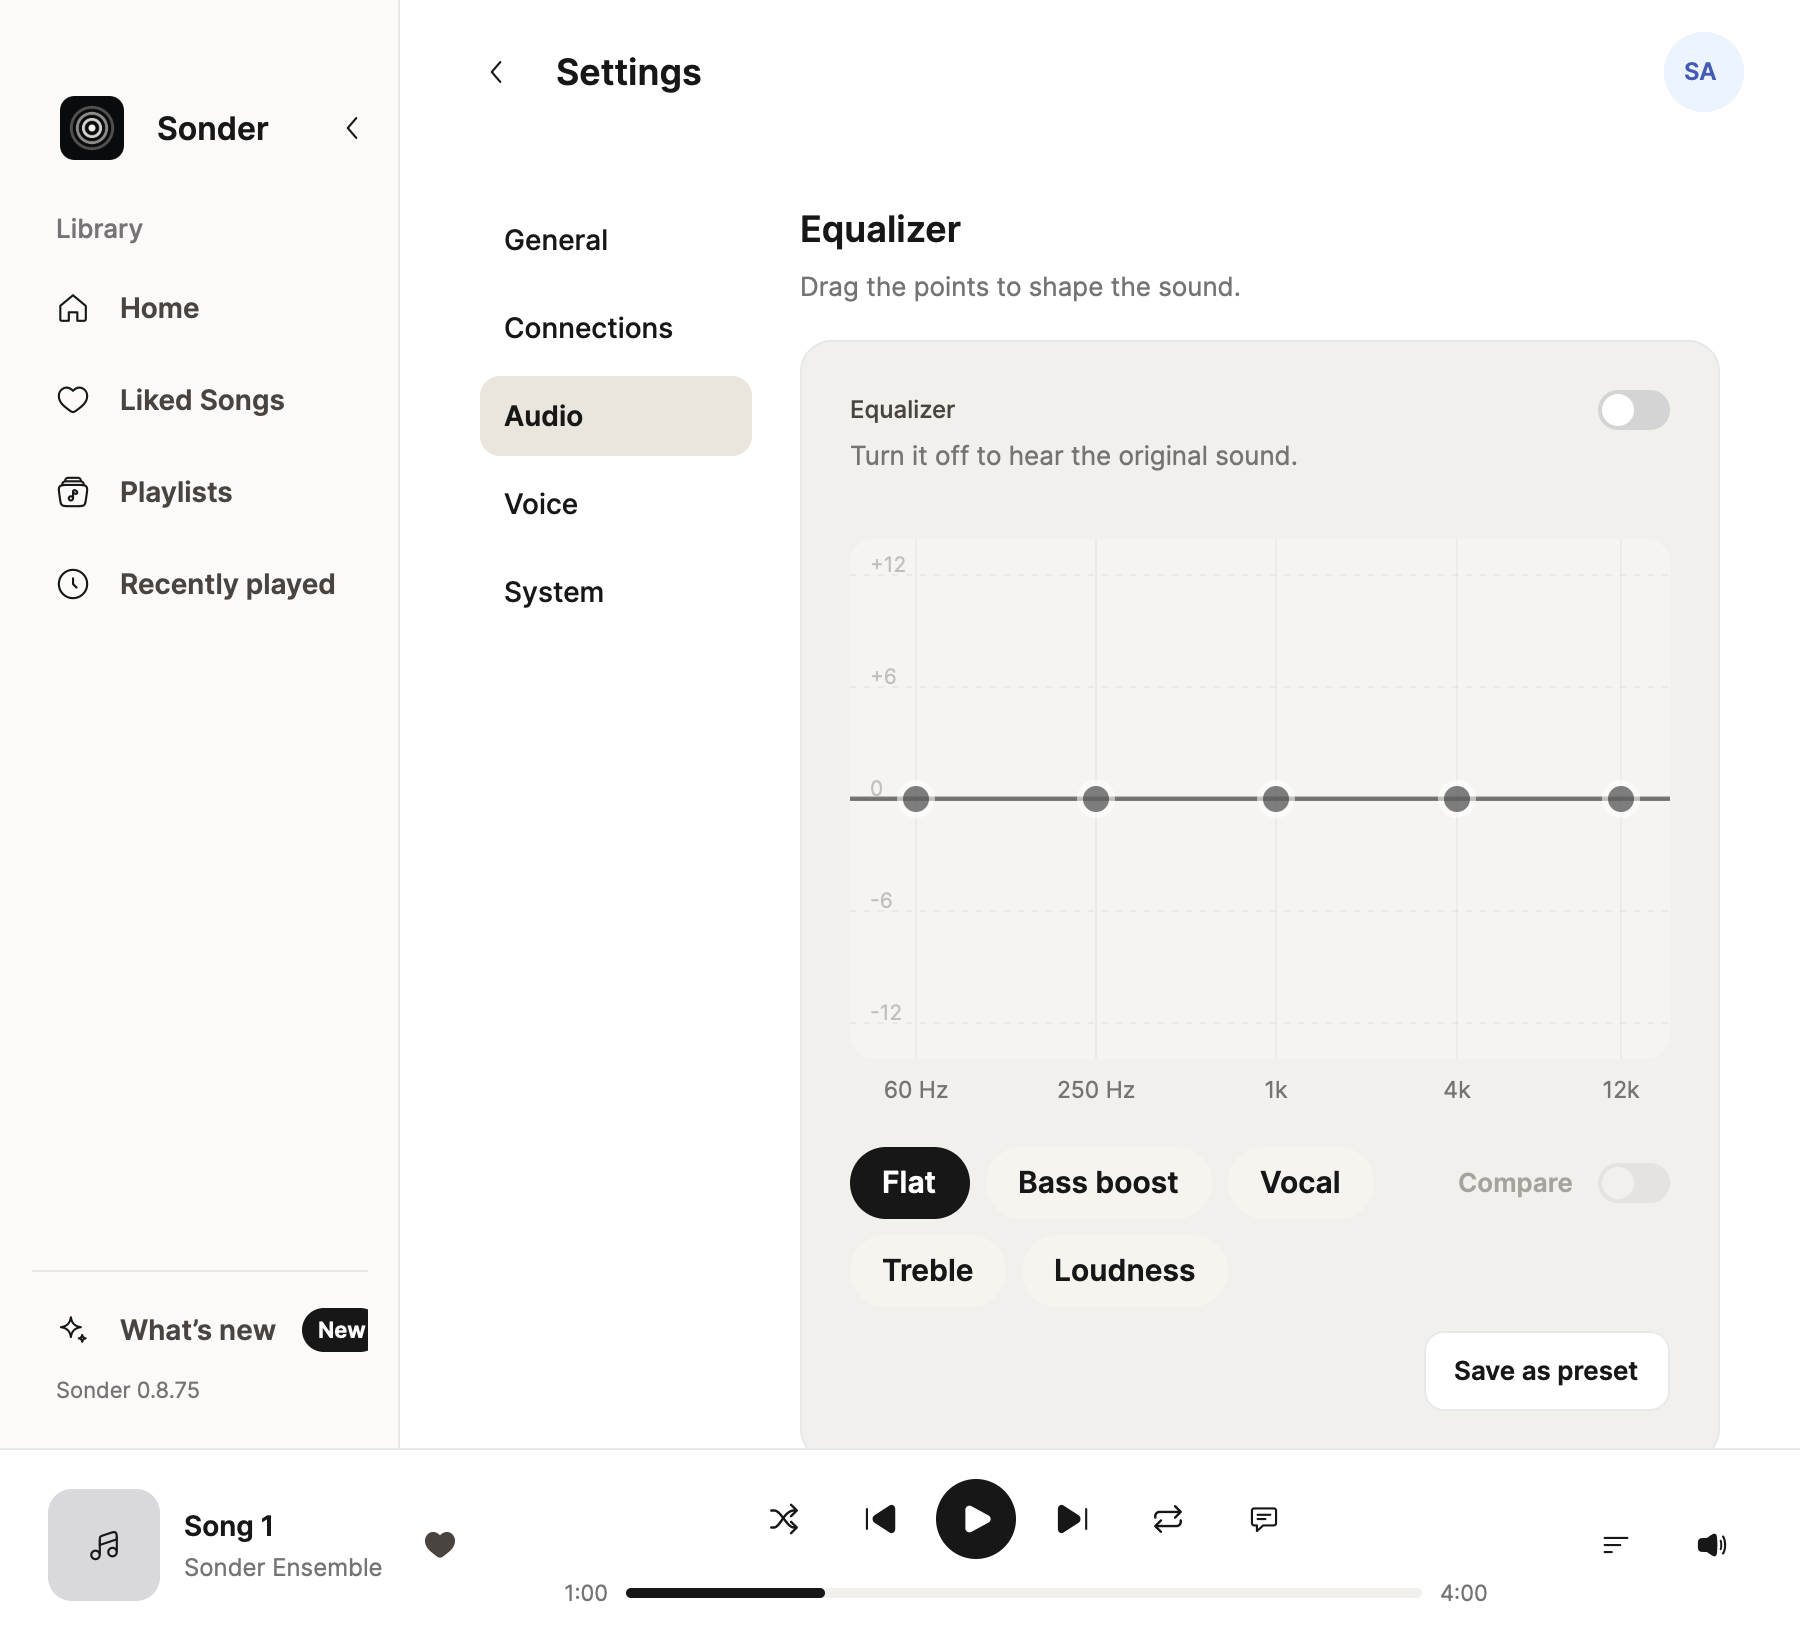 Settings
SA
Sonder
Library
Home
Liked Songs
Playlists
Recently played
What’s new
New
Sonder 0.8.75
General
Connections
Audio
Voice
System
Equalizer
Drag the points to shape the sound.
Equalizer
Turn it off to hear the original sound.
+12
+6
0
-6
-12
60 Hz 250 Hz 1k 4k 12k
Flat Bass boost Vocal Compare
Treble Loudness
Save as preset
Song 1
Sonder Ensemble
1:00 4:00